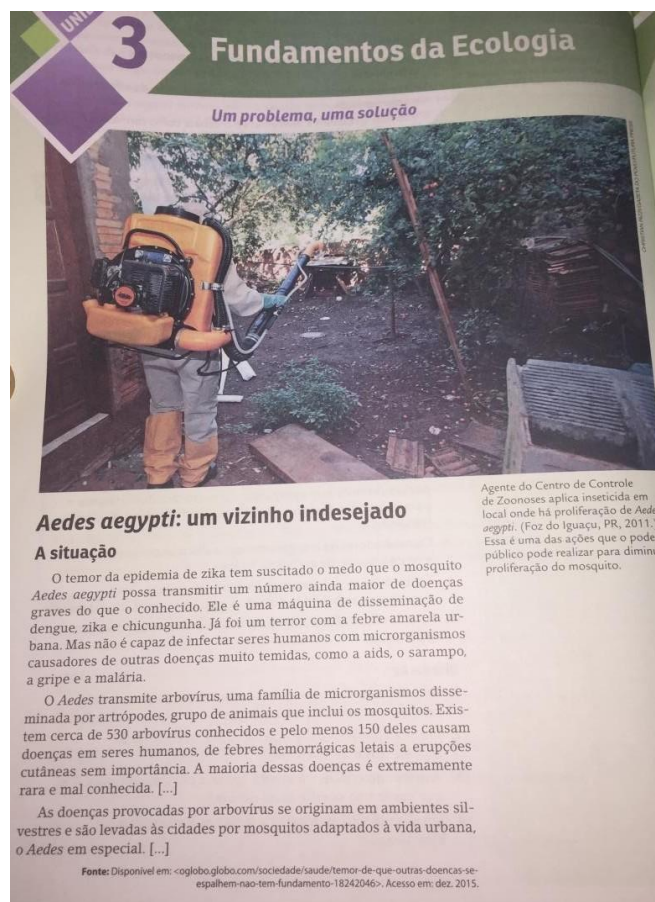 3
Fundamentos da Ecologia
Um problema, uma solução
Agente do Centro de Controle
de Zoonoses aplica inseticida em
local onde há proliferação de
aegypti. (Foz do Iguaçu, PR, 2011.
Essa é uma das ações que o
público pode realizar para
proliferação do mosquito.
Aedes aegypti: um vizinho indesejado
A situação
O temor da epidemia de zika tem suscitado o medo que o mosquito
Aedes aegypti possa transmitir um número ainda maior de doenças
graves do que o conhecido. Ele é uma máquina de disseminação de
dengue, zika e chicungunha. Já foi um terror com a febre amarela ur-
bana. Mas não é capaz de infectar seres humanos com microrganismos
causadores de outras doenças muito temidas, como a aids, o sarampo,
a gripe e a malária.
O Aedes transmite arbovírus, uma família de microrganismos disse-
minada por artrópodes, grupo de animais que inclui os mosquitos. Exis-
tem cerca de 530 arbovírus conhecidos e pelo menos 150 deles causam
doenças em seres humanos, de febres hemorrágicas letais a erupções
cutâneas sem importância. A maioria dessas doenças é extremamente
rara e mal conhecida. [...]
As doenças provocadas por arbovírus se originam em ambientes sil-
vestres e são levadas às cidades por mosquitos adaptados à vida urbana,
o Aedes em especial. [...]
Fonte: Disponível em: <oglobo.globo.com/sociedade/saude/temor-de-que-outras-doencas-se-
espalhem-nao-tem-fundamento-18242046>. Acesso em: dez. 2015.